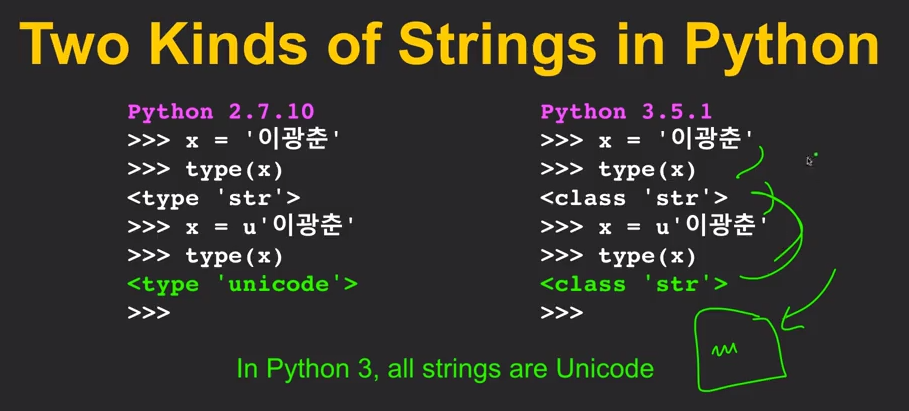 Two Kinds of Strings in Python
Python 2.7.10
>>> x = '이광춘'
>>> type(x)
<type 'str'>
>>> x = u'이광춘'
>>> type(x)
<type 'unicode'>
>>>
Python 3.5.1
>>> x = '이광춘'
>>> type(x)
<class 'str'>
>>> x = u'이광춘'
>>> type(x)
<class 'str'>
>>>
In Python 3, all strings are Unicode